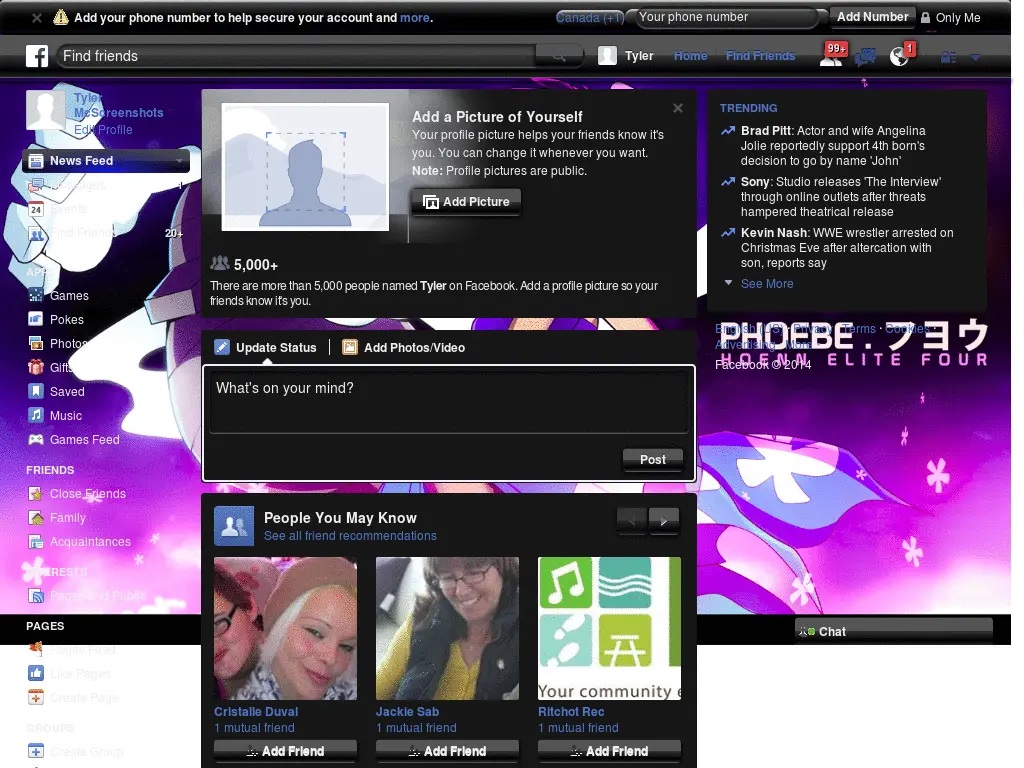 Add your phone number to help secure your account and more.
Canada (+1)
Your phone number
Add Number
Only Me
Find friends
Tyler
Home
Find Friends
99+
1
Tyler
McScreenshots
Edit Profile
News Feed
Messages
1
24
Events
Find Friends
20+
Games
Pokes
Photos
Gifts
Saved
Music
Games Feed
FRIENDS
Close Friends
Family
Acquaintances
INTERESTS
Pages and Public
PAGES
Pages Feed
Like Pages
Create Page
GROUPS
Create Group
Add a Picture of Yourself
Your profile picture helps your friends know it's
you. You can change it whenever you want.
Note: Profile pictures are public.
Add Picture
5,000+
There are more than 5,000 people named Tyler on Facebook. Add a profile picture so your
friends know it's you.
Update Status
Add Photos/Video
What's on your mind?
Post
People You May Know
See all friend recommendations
Your community
Cristalle Duval
1 mutual friend
Add Friend
Jackie Sab
1 mutual friend
Add Friend
Ritchot Rec
1 mutual friend
Add Friend
TRENDING
Brad Pitt: Actor and wife Angelina
Jolie reportedly support 4th born's
decision to go by name 'John'
Sony: Studio releases 'The Interview'
through online outlets after threats
hampered theatrical release
Kevin Nash: WWE wrestler arrested on
Christmas Eve after altercation with
son, reports say
See More
English (US) · Privacy · Terms · Cookies ·
Advertising · More
Facebook © 2014
PHOEBE.フヨウ
HOENN ELITE FOUR
Chat